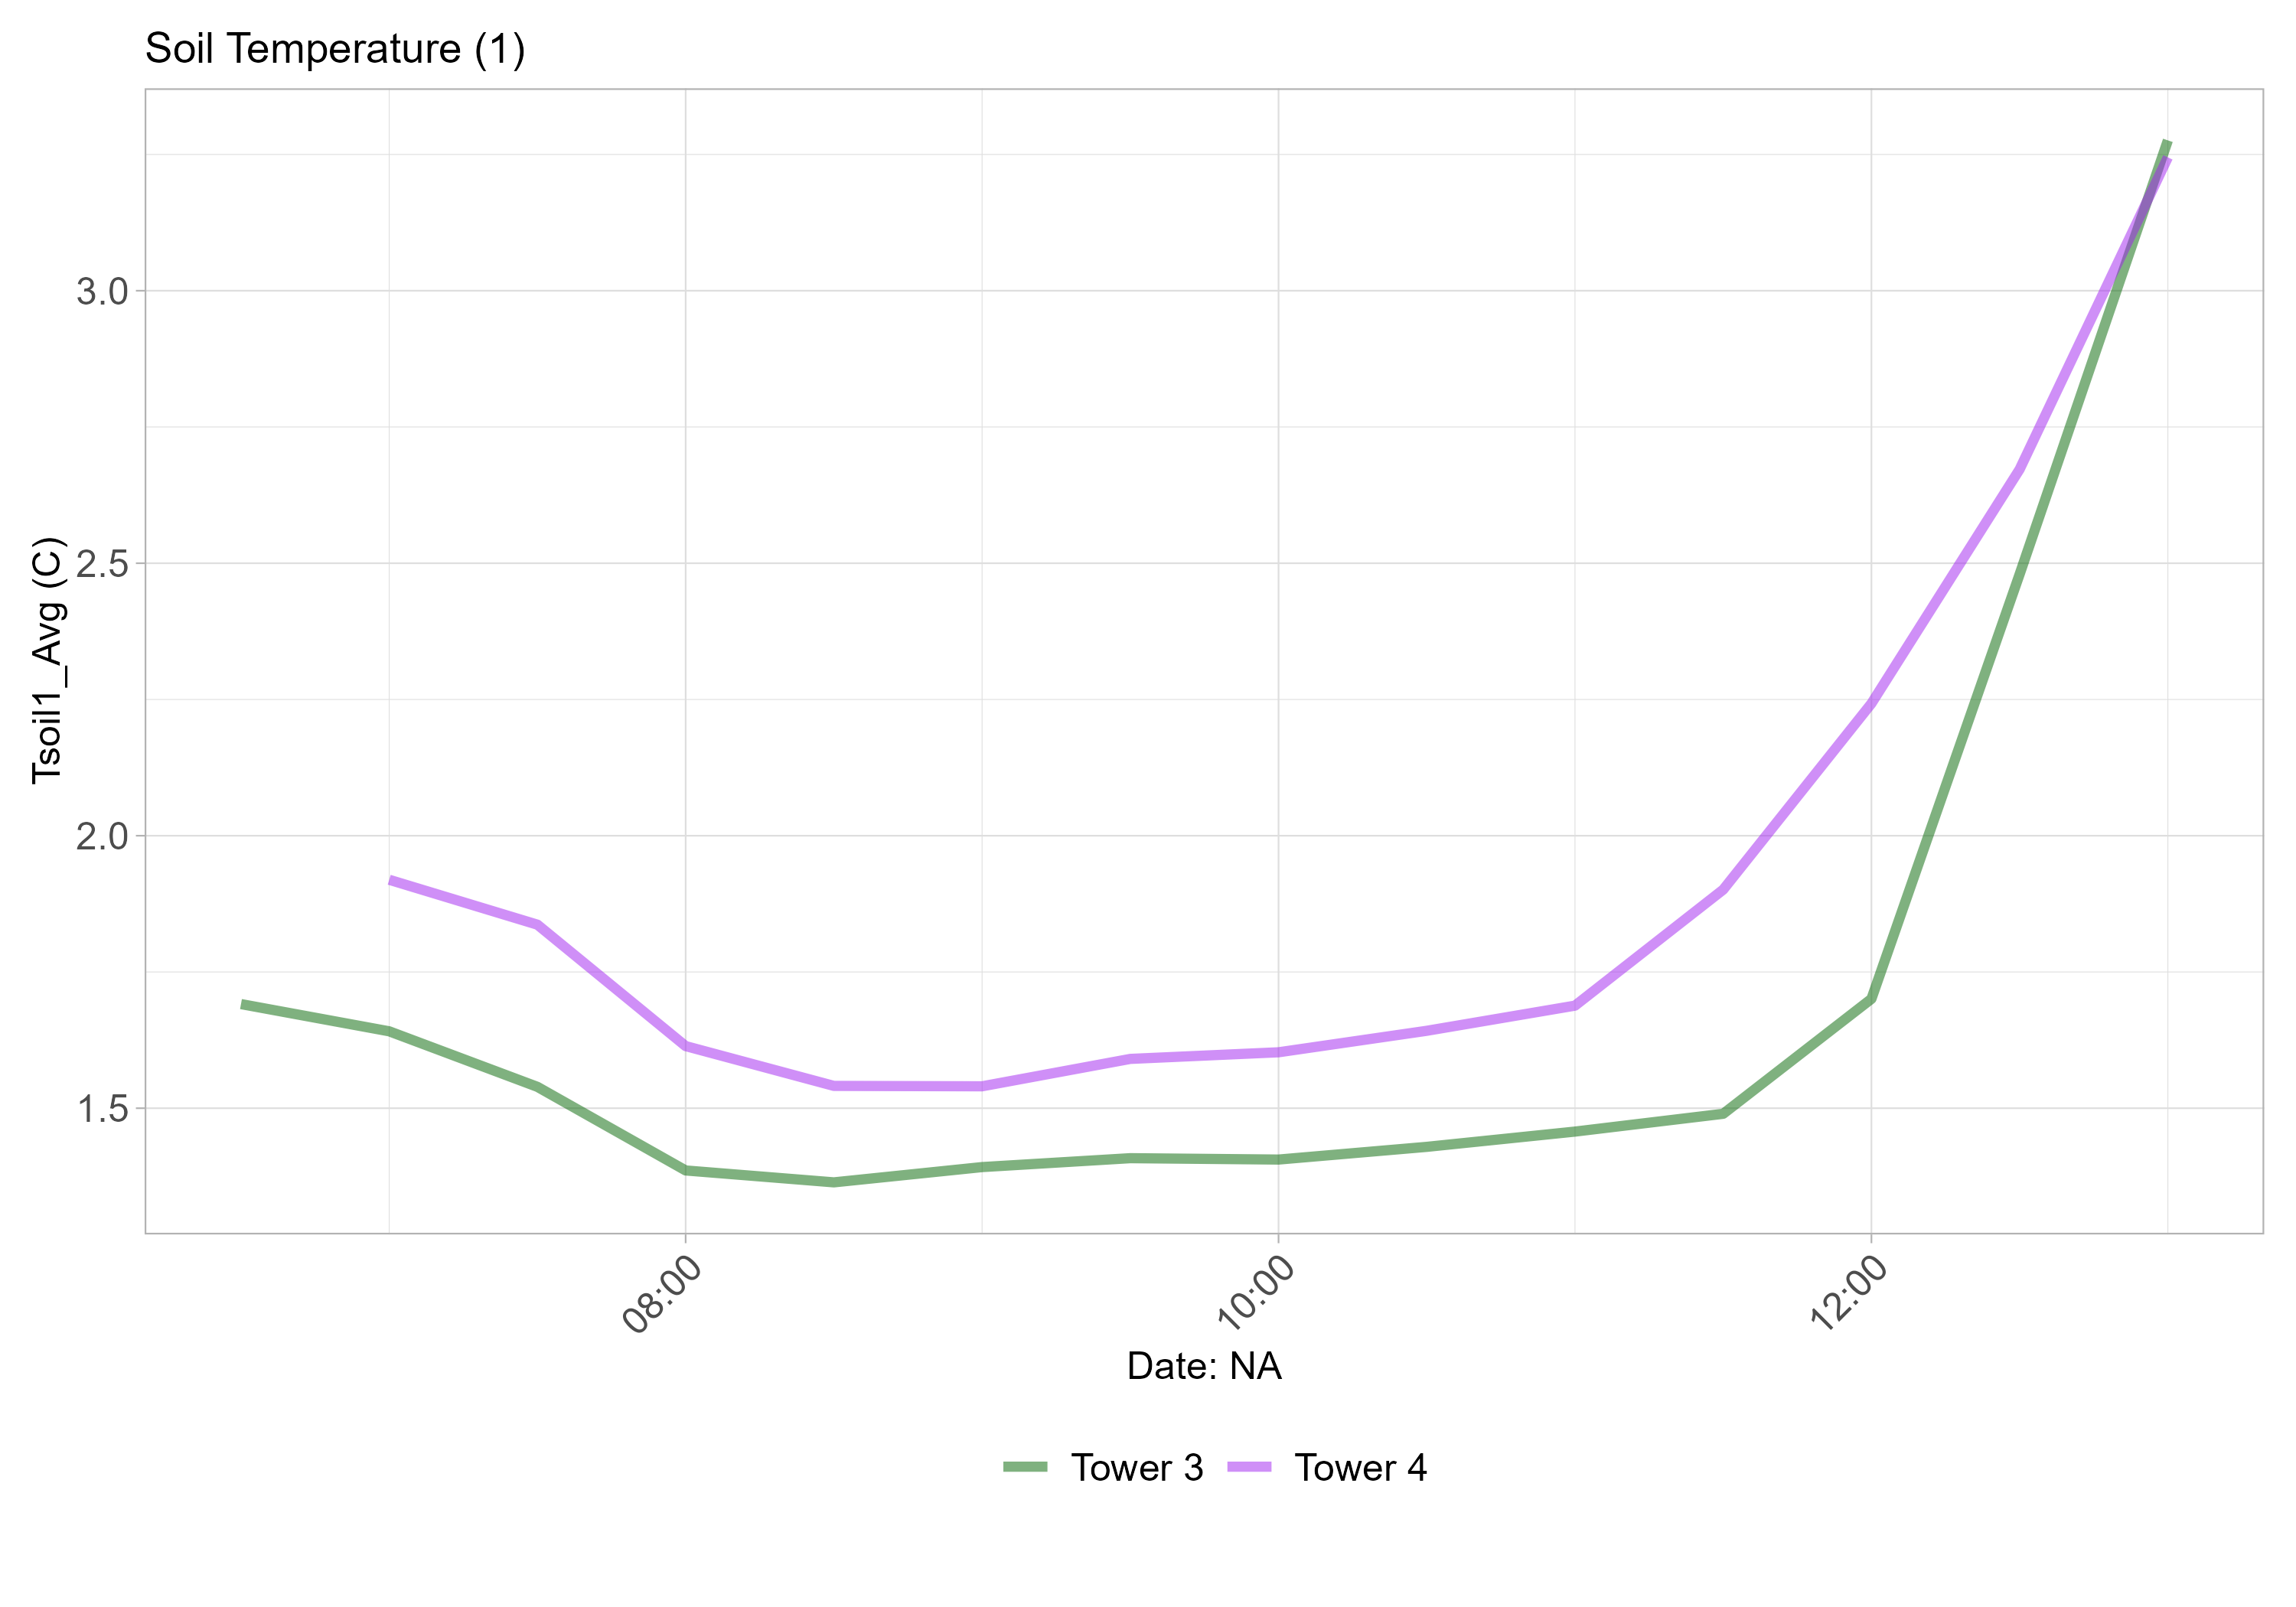 Soil Temperature (1)
Tsoil1_Avg (C)
3.0
2.5
2.0
1.5
08:00
10:00
12:00
Date: NA
Tower 3
Tower 4